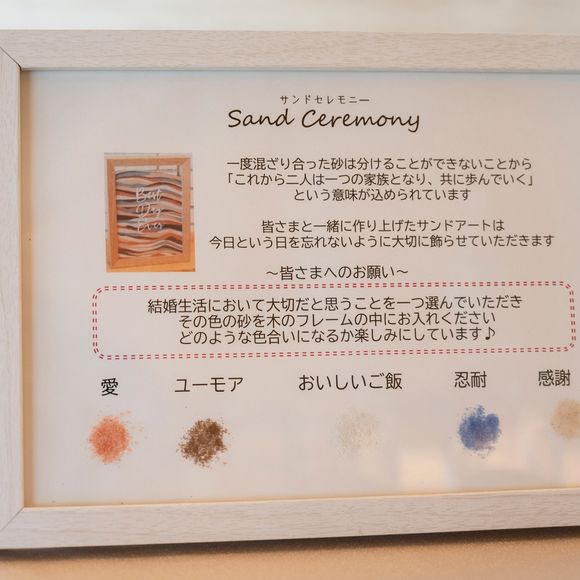 サンドセレモニー
Sand Ceremony
Best
Day
Ever
一度混ざり合った砂は分けることができないことから
「これから二人は一つの家族となり、共に歩んでいく」
という意味が込められています
皆さまと一緒に作り上げたサンドアートは
今日という日を忘れないように大切に飾らせていただきます
～皆さまへのお願い～
結婚生活において大切だと思うことを一つ選んでいただき
その色の砂を木のフレームの中にお入れください
どのような色合いになるか楽しみにしています♪
愛 ユーモア おいしいご飯 忍耐 感謝